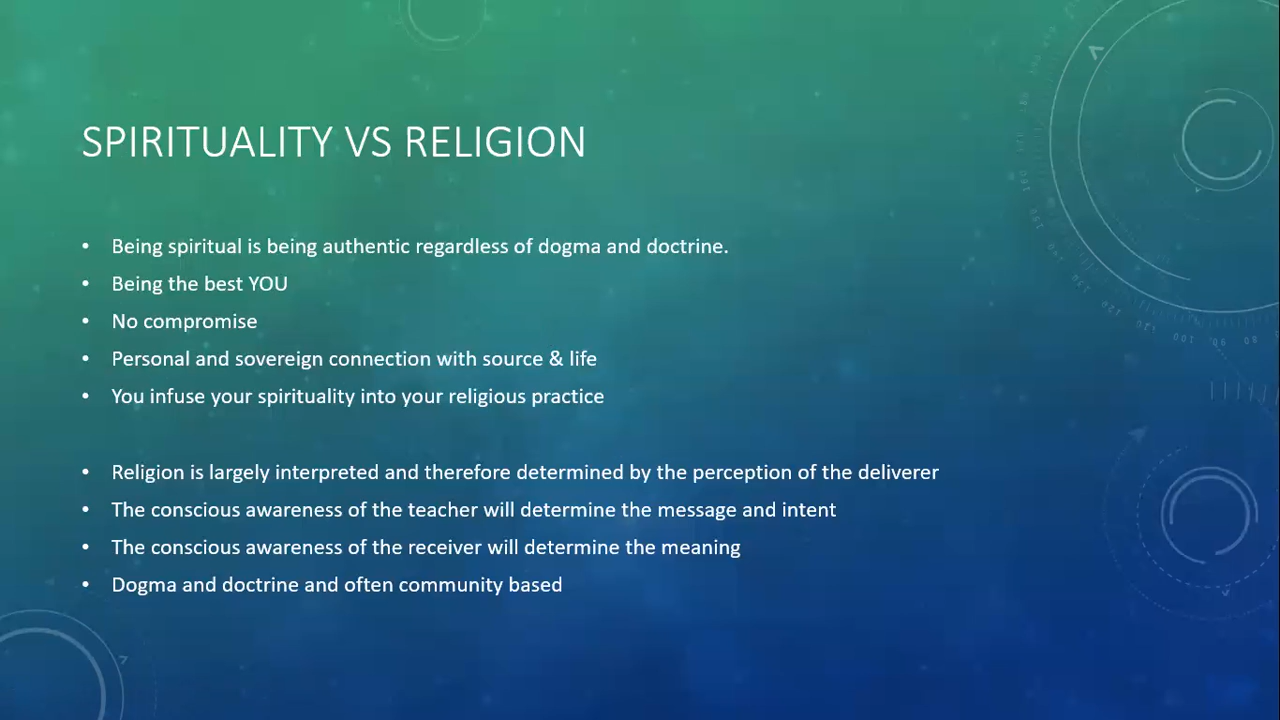 SPIRITUALITY VS RELIGION
• Being spiritual is being authentic regardless of dogma and doctrine.
• Being the best YOU
• No compromise
• Personal and sovereign connection with source & life
• You infuse your spirituality into your religious practice
• Religion is largely interpreted and therefore determined by the perception of the deliverer
• The conscious awareness of the teacher will determine the message and intent
• The conscious awareness of the receiver will determine the meaning
• Dogma and doctrine and often community based